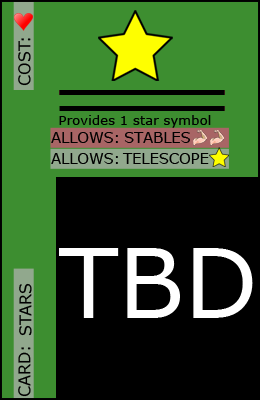 COST:
Provides 1 star symbol
ALLOWS: STABLES
ALLOWS: TELESCOPE
TBD
CARD: STARS